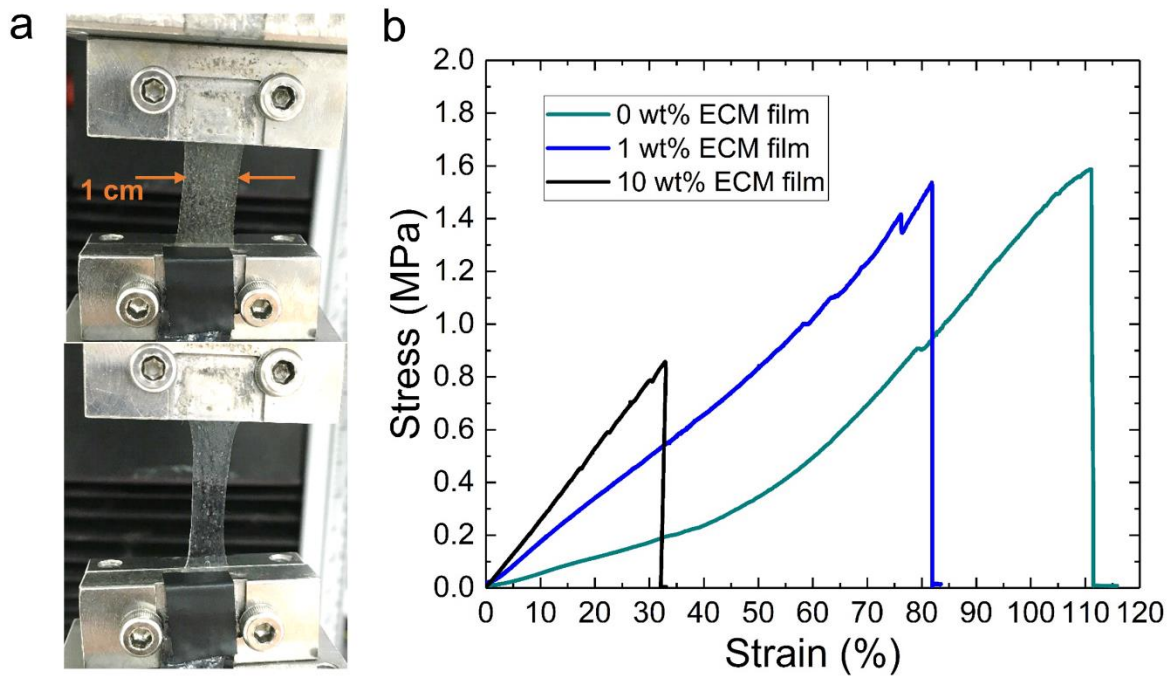 a
1 cm
b
2.0
1.8
1.6
1.4
1.2
1.0
0.8
0.6
0.4
0.2
0.0
Stress (MPa)
0 wt% ECM film
1 wt% ECM film
10 wt% ECM film
0 10 20 30 40 50 60 70 80 90 100 110 120
Strain (%)